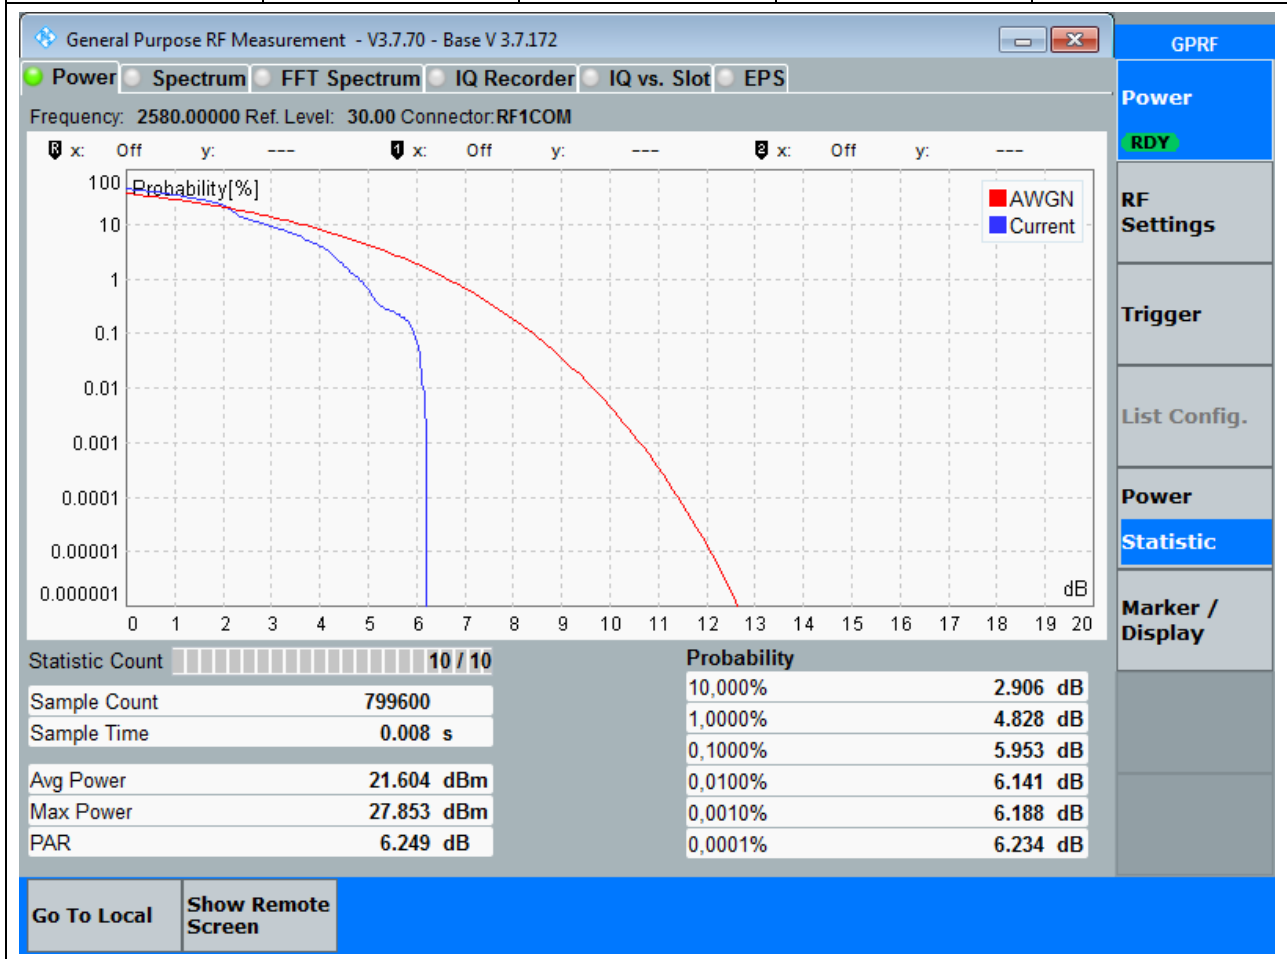 General Purpose RF Measurement - V3.7.70 - Base V 3.7.172
GPRF
Power Spectrum FFT Spectrum IQ Recorder IQ vs. Slot EPS
Frequency: 2580.00000 Ref. Level: 30.00 Connector: RF1COM
R x: Off y: --- 1 x: Off y: --- 2 x: Off y: ---
Probability[%]
AWGN
Current
100
10
1
0.1
0.01
0.001
0.0001
0.00001
0.000001
dB
0 1 2 3 4 5 6 7 8 9 10 11 12 13 14 15 16 17 18 19 20
Statistic Count 10 / 10
Sample Count 799600
Sample Time 0.008 s
Avg Power 21.604 dBm
Max Power 27.853 dBm
PAR 6.249 dB
Probability
10,000% 2.906 dB
1,0000% 4.828 dB
0,1000% 5.953 dB
0,0100% 6.141 dB
0,0010% 6.188 dB
0,0001% 6.234 dB
Power
RDY
RF
Settings
Trigger
List Config.
Power
Statistic
Marker /
Display
Go To Local
Show Remote
Screen